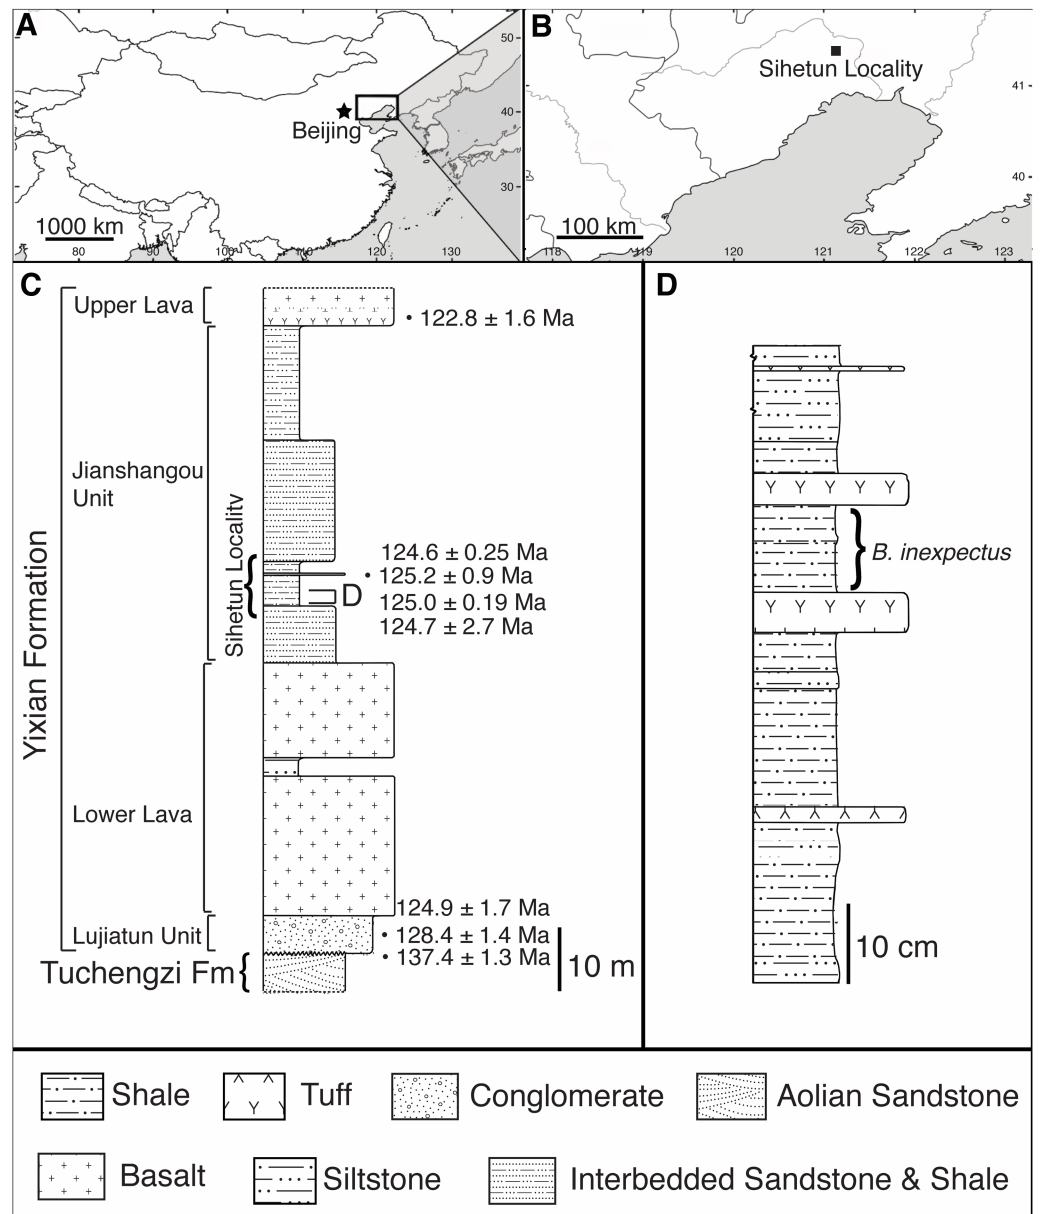 A
50
40
30
Beijing
1000 km
80
90
100
110
120
130
B
Sihetun Locality
41
40
100 km
118
119
120
121
122
123
C
Upper Lava
122.8 ± 1.6 Ma
Jianshangou
Unit
Sihetun Locality
124.6 ± 0.25 Ma
125.2 ± 0.9 Ma
D
125.0 ± 0.19 Ma
124.7 ± 2.7 Ma
Yixian Formation
Lower Lava
124.9 ± 1.7 Ma
Lujiatun Unit
128.4 ± 1.4 Ma
137.4 ± 1.3 Ma
Tuchengzi Fm
10 m
D
B. inexpectus
10 cm
Shale
Tuff
Conglomerate
Aolian Sandstone
Basalt
Siltstone
Interbedded Sandstone & Shale